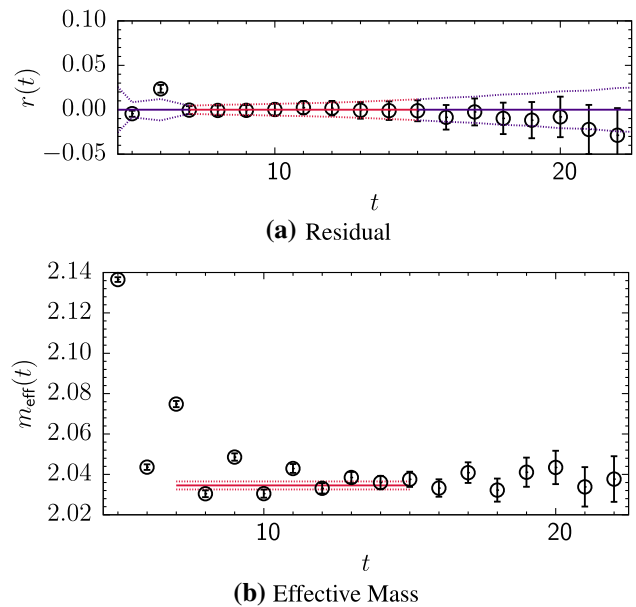 0.10
0.05
0.00
−0.05
r(t)
10
20
t
(a) Residual
2.14
2.12
2.10
2.08
2.06
2.04
2.02
m_eff(t)
10
20
t
(b) Effective Mass